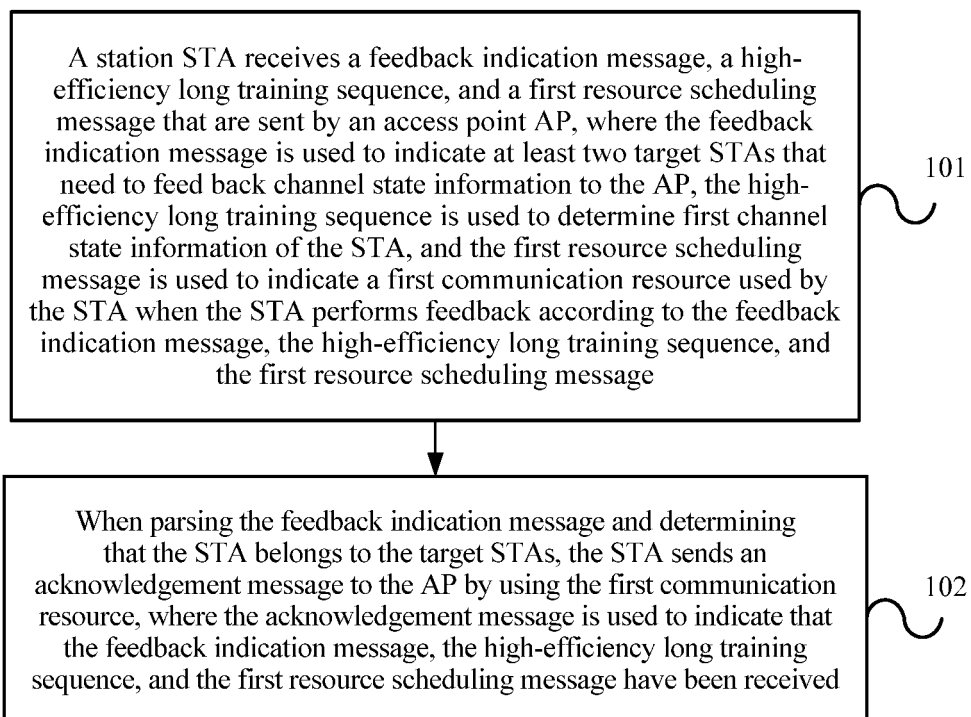 A station STA receives a feedback indication message, a high-
efficiency long training sequence, and a first resource scheduling
message that are sent by an access point AP, where the feedback
indication message is used to indicate at least two target STAs that
need to feed back channel state information to the AP, the high-
efficiency long training sequence is used to determine first channel
state information of the STA, and the first resource scheduling
message is used to indicate a first communication resource used by
the STA when the STA performs feedback according to the feedback
indication message, the high-efficiency long training sequence, and
the first resource scheduling message
101
When parsing the feedback indication message and determining
that the STA belongs to the target STAs, the STA sends an
acknowledgement message to the AP by using the first communication
resource, where the acknowledgement message is used to indicate that
the feedback indication message, the high-efficiency long training
sequence, and the first resource scheduling message have been received
102